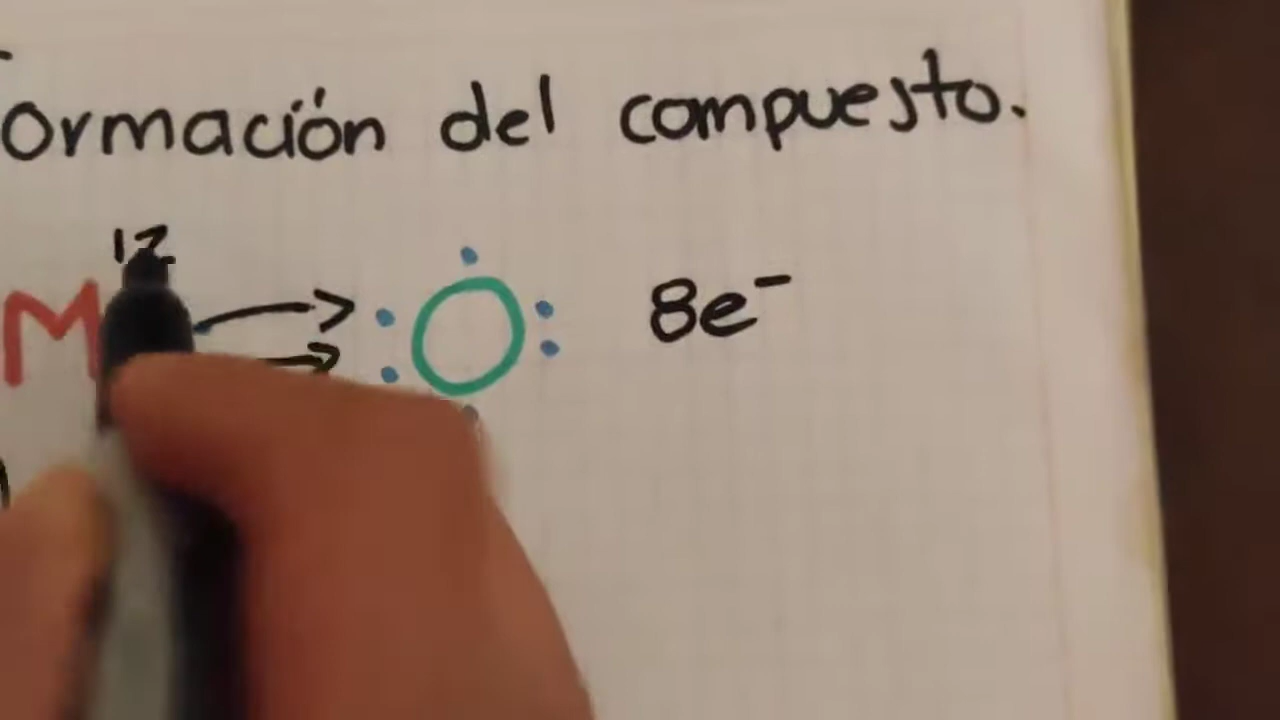 ormación del compuesto.
12
M O 8e⁻